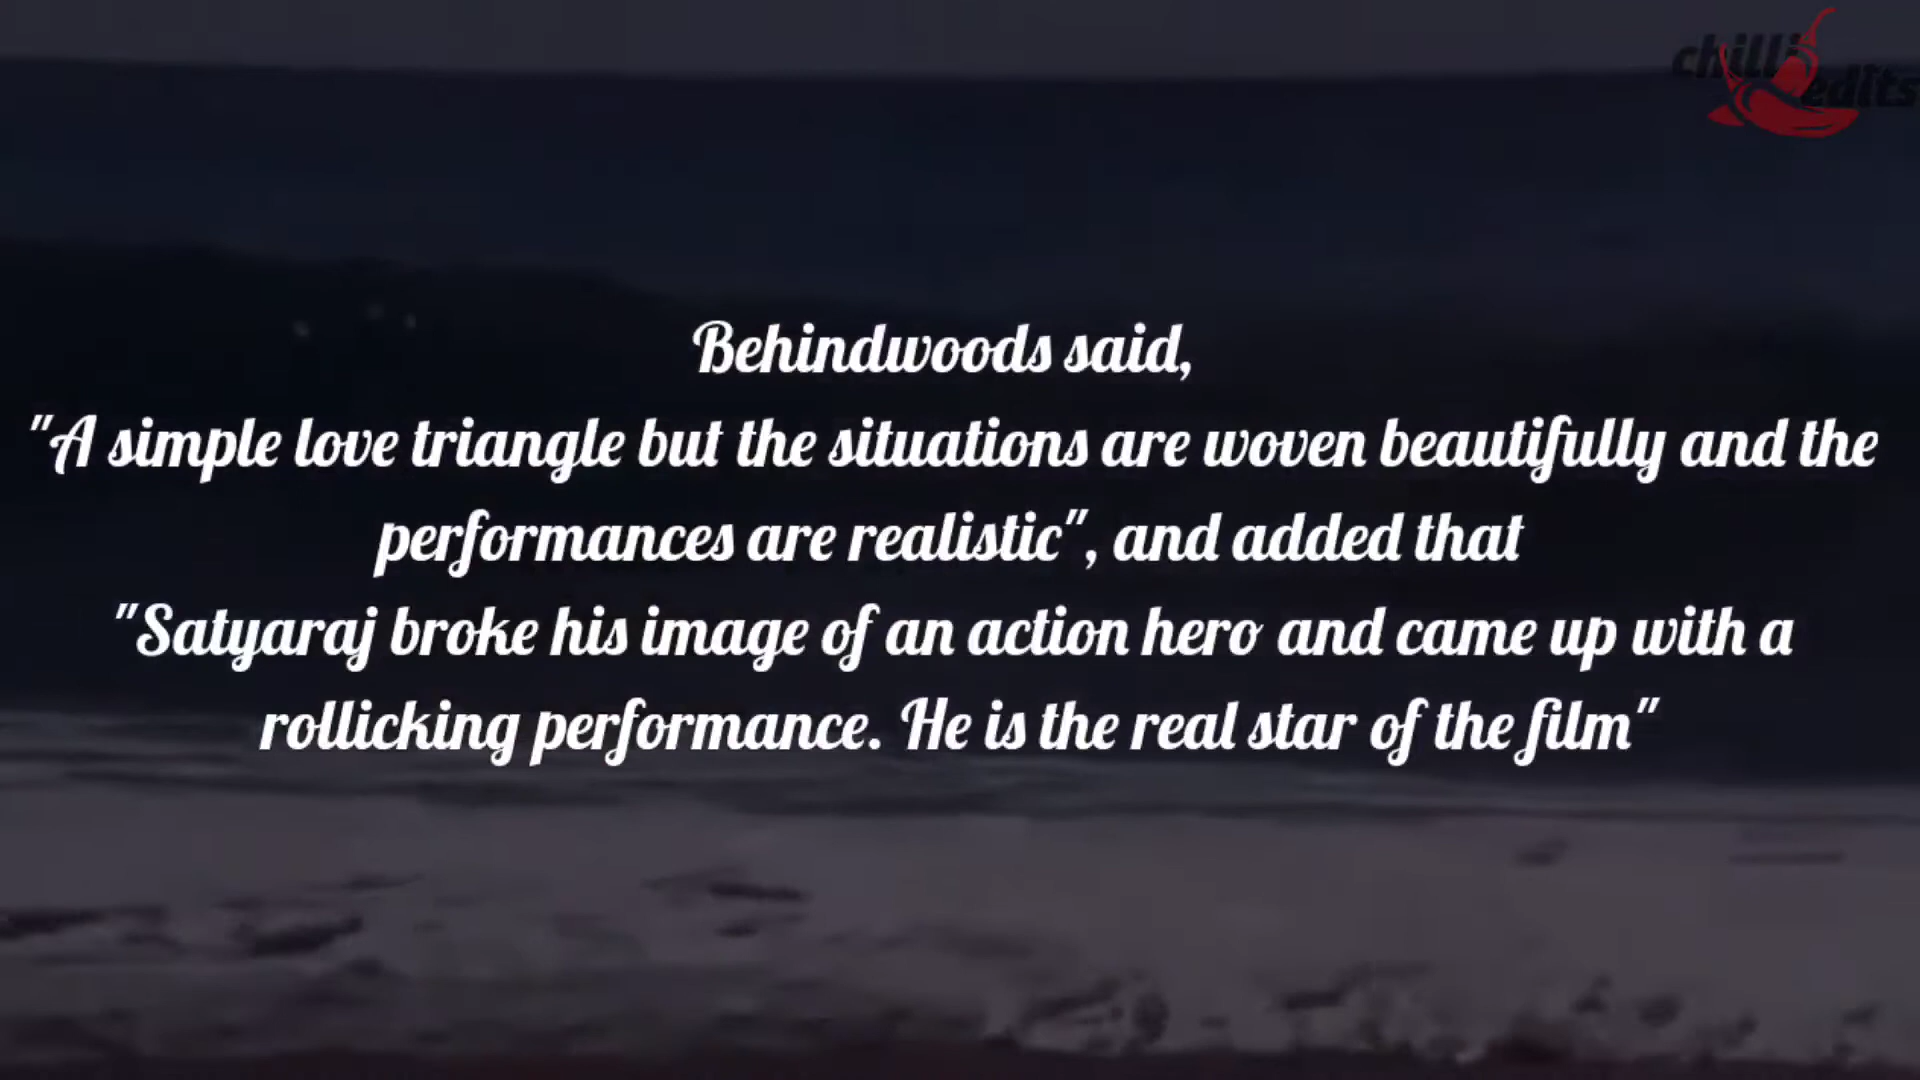 chilli
edits
Behindwoods said,
"A simple love triangle but the situations are woven beautifully and the
performances are realistic", and added that
"Satyaraj broke his image of an action hero and came up with a
rollicking performance. He is the real star of the film"